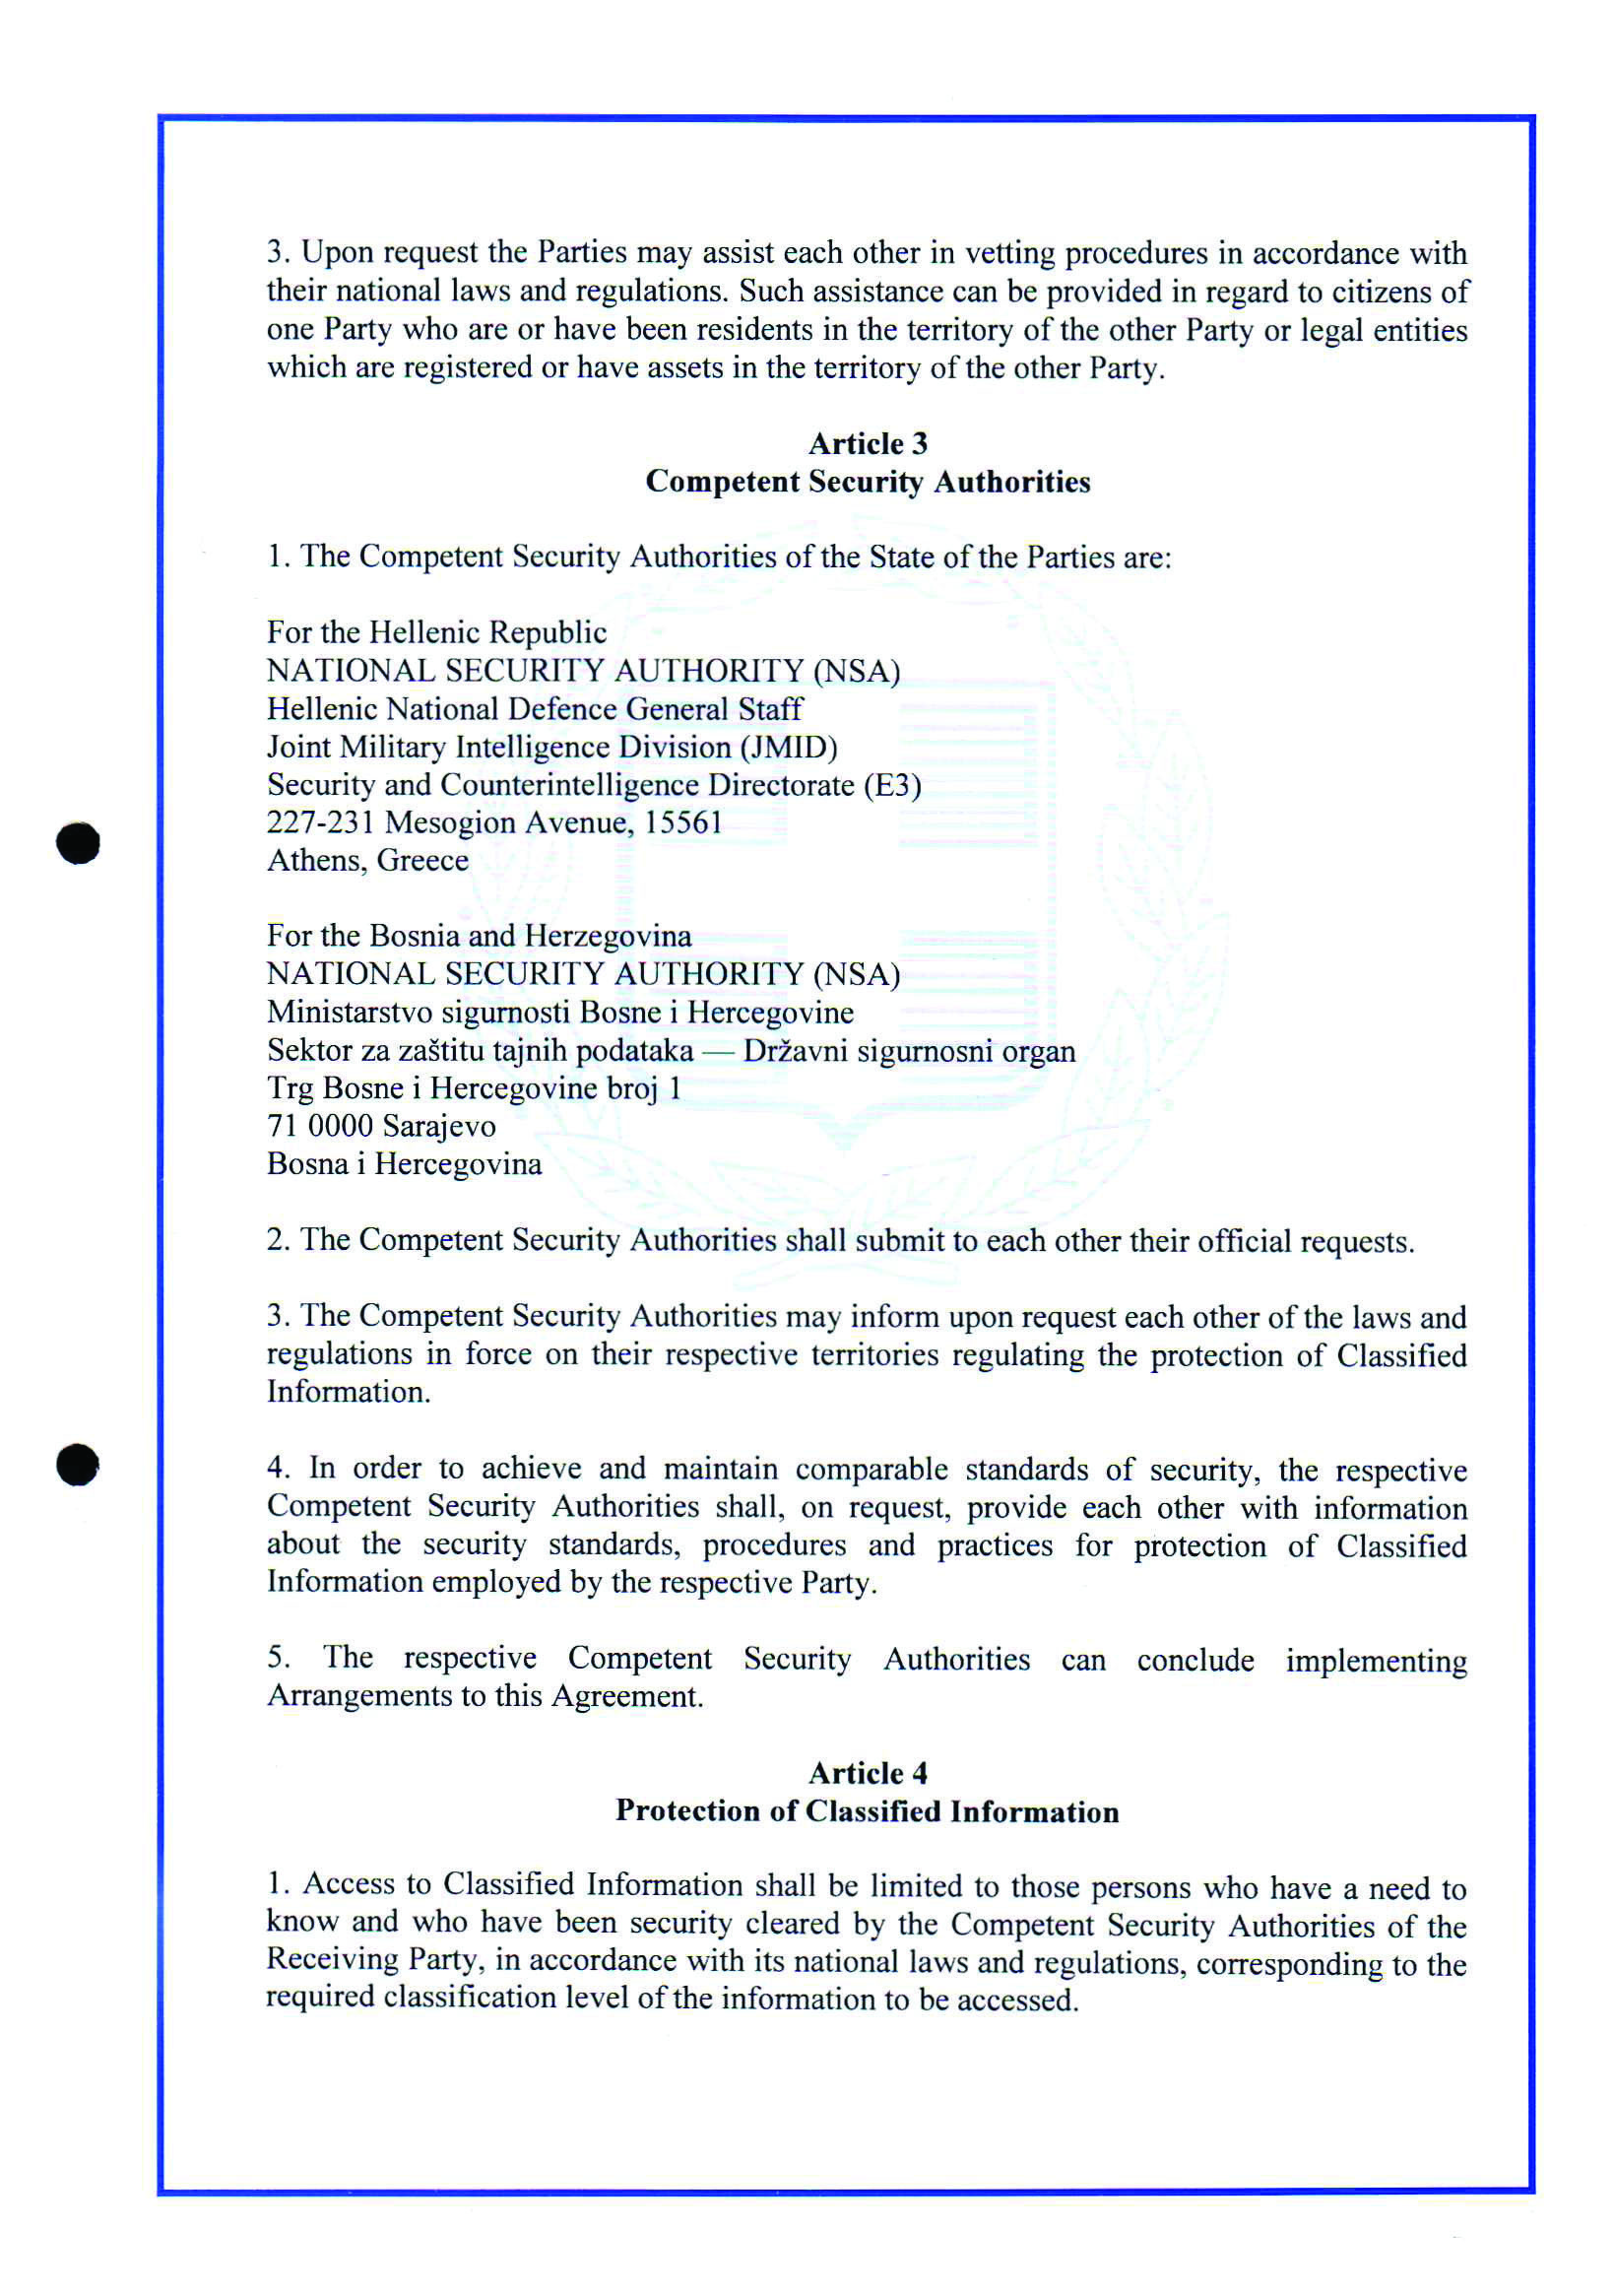 3. Upon request the Parties may assist each other in vetting procedures in accordance with
their national laws and regulations. Such assistance can be provided in regard to citizens of
one Party who are or have been residents in the territory of the other Party or legal entities
which are registered or have assets in the territory of the other Party.
Article 3
Competent Security Authorities
1. The Competent Security Authorities of the State of the Parties are:
For the Hellenic Republic
NATIONAL SECURITY AUTHORITY (NSA)
Hellenic National Defence General Staff
Joint Military Intelligence Division (JMID)
Security and Counterintelligence Directorate (E3)
227-231 Mesogion Avenue, 15561
Athens, Greece
For the Bosnia and Herzegovina
NATIONAL SECURITY AUTHORITY (NSA)
Ministarstvo sigurnosti Bosne i Hercegovine
Sektor za zaštitu tajnih podataka — Državni sigurnosni organ
Trg Bosne i Hercegovine broj 1
71 0000 Sarajevo
Bosna i Hercegovina
2. The Competent Security Authorities shall submit to each other their official requests.
3. The Competent Security Authorities may inform upon request each other of the laws and
regulations in force on their respective territories regulating the protection of Classified
Information.
4. In order to achieve and maintain comparable standards of security, the respective
Competent Security Authorities shall, on request, provide each other with information
about the security standards, procedures and practices for protection of Classified
Information employed by the respective Party.
5. The respective Competent Security Authorities can conclude implementing
Arrangements to this Agreement.
Article 4
Protection of Classified Information
1. Access to Classified Information shall be limited to those persons who have a need to
know and who have been security cleared by the Competent Security Authorities of the
Receiving Party, in accordance with its national laws and regulations, corresponding to the
required classification level of the information to be accessed.